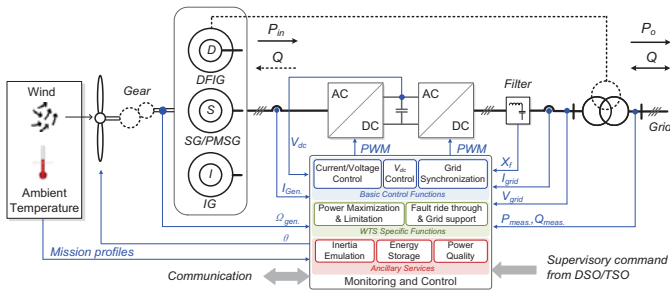 P_in
Q
P_o
Q
D
DFIG
Wind
Gear
AC
DC
AC
DC
Filter
S
SG/PMSG
Grid
V_dc
PWM
PWM
X_f
Current/Voltage
Control
V_dc
Control
Grid
Synchronization
Basic Control Functions
I_grid
Ambient
Temperature
I
IG
I_Gen.
V_grid
Power Maximization
& Limitation
Fault ride through
& Grid support
WTS Specific Functions
Ω_gen.
P_meas., Q_meas.
θ
Mission profiles
Inertia
Emulation
Energy
Storage
Power
Quality
Ancillary Services
Communication
Monitoring and Control
Supervisory command
from DSO/TSO